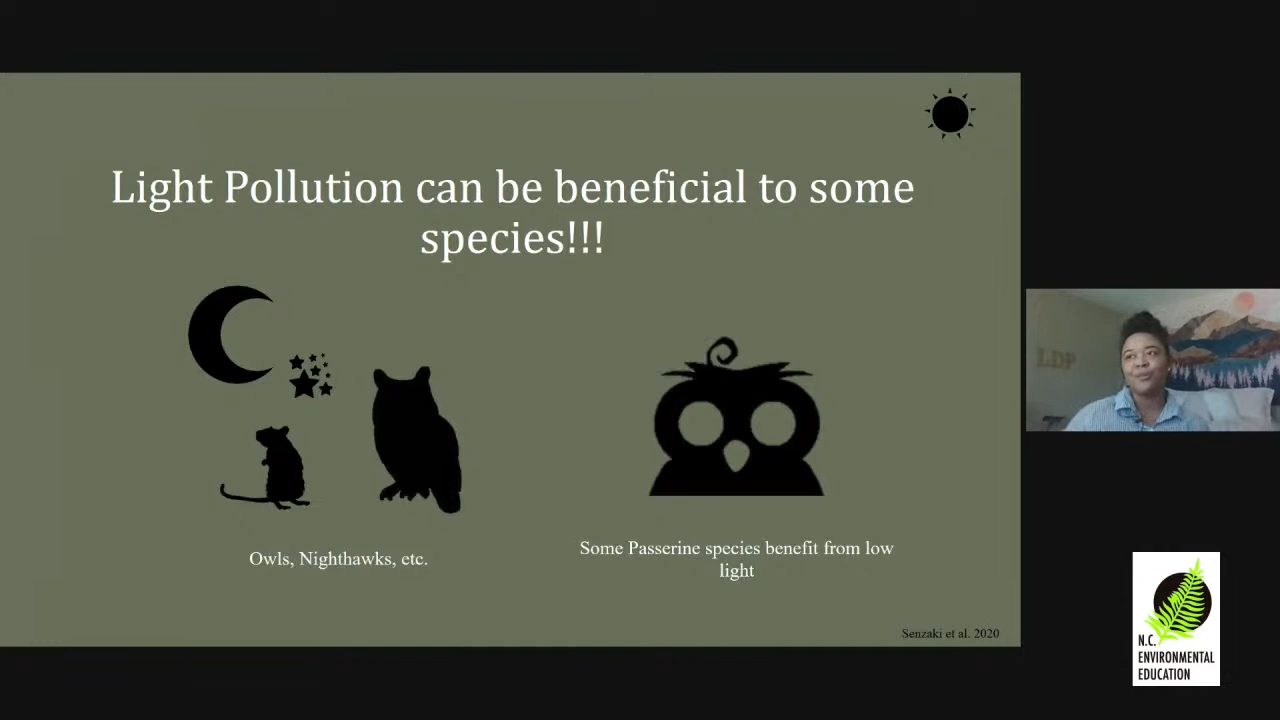 Light Pollution can be beneficial to some
species!!!
Owls, Nighthawks, etc.
Some Passerine species benefit from low
light
Senzaki et al. 2020
LDP
N.C.
ENVIRONMENTAL
EDUCATION